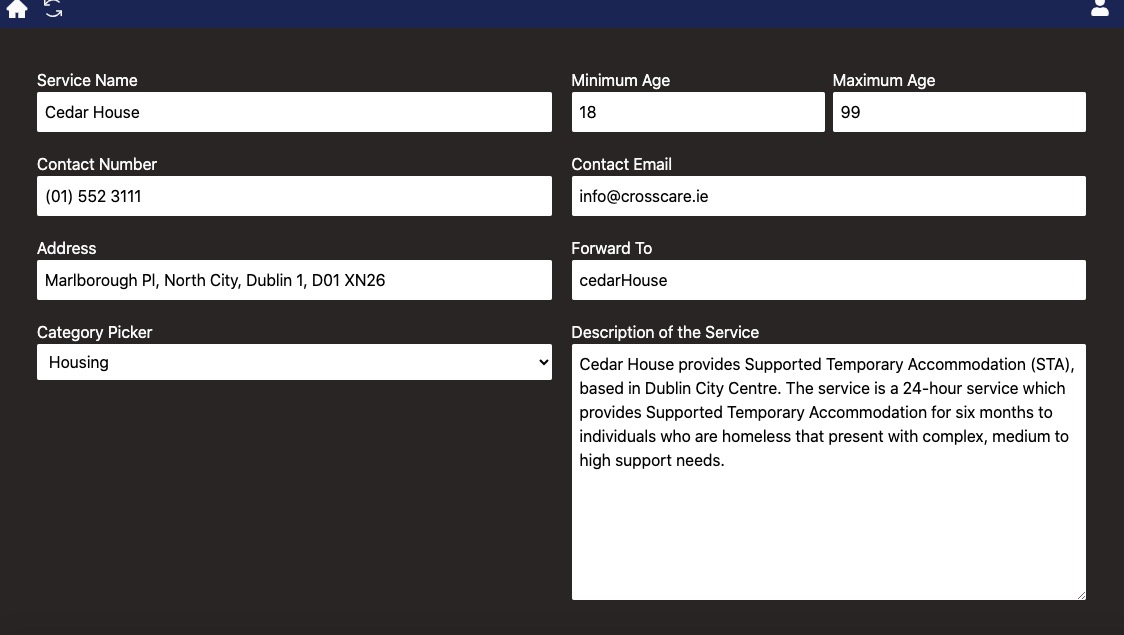 Service Name
Cedar House
Minimum Age
18
Maximum Age
99
Contact Number
(01) 552 3111
Contact Email
info@crosscare.ie
Address
Marlborough Pl, North City, Dublin 1, D01 XN26
Forward To
cedarHouse
Category Picker
Housing
Description of the Service
Cedar House provides Supported Temporary Accommodation (STA),
based in Dublin City Centre. The service is a 24-hour service which
provides Supported Temporary Accommodation for six months to
individuals who are homeless that present with complex, medium to
high support needs.